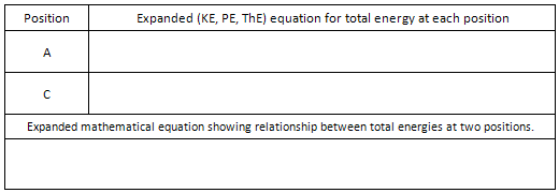 Position Expanded (KE, PE, ThE) equation for total energy at each position
A
C
Expanded mathematical equation showing relationship between total energies at two positions.